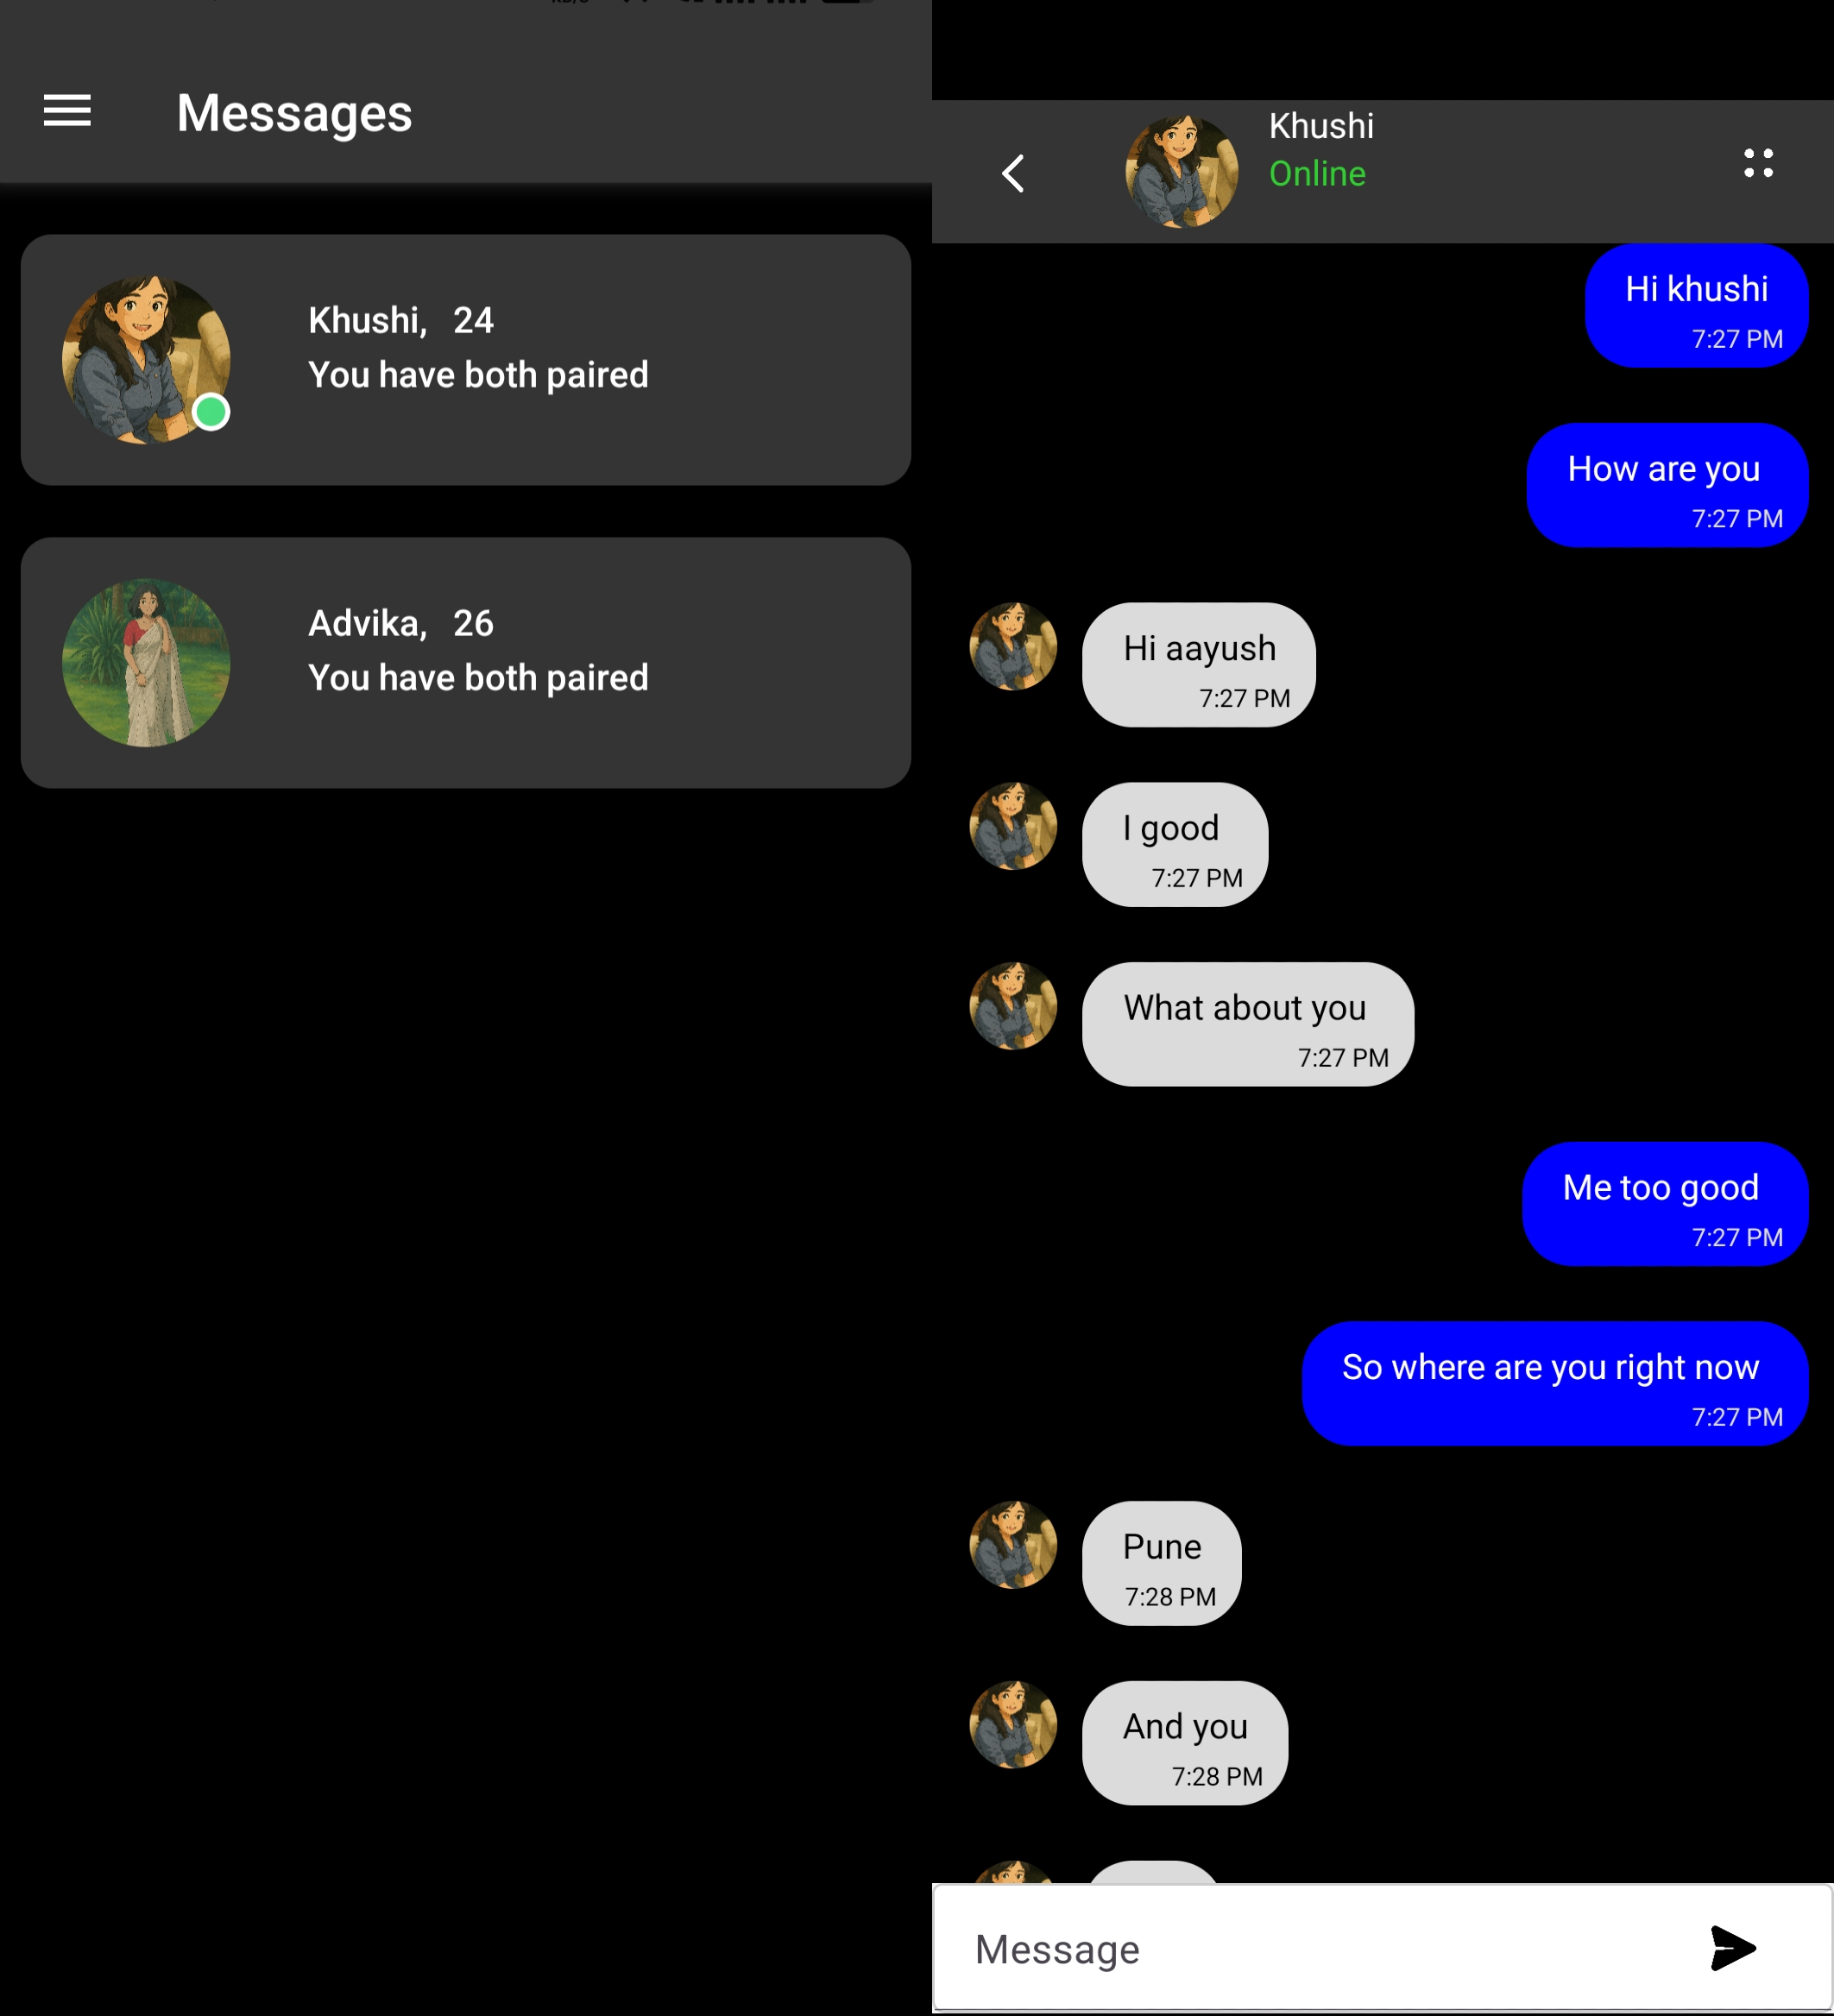 Messages
Khushi, 24
You have both paired
Advika, 26
You have both paired
Khushi
Online
Hi khushi
7:27 PM
How are you
7:27 PM
Hi aayush
7:27 PM
I good
7:27 PM
What about you
7:27 PM
Me too good
7:27 PM
So where are you right now
7:27 PM
Pune
7:28 PM
And you
7:28 PM
Message